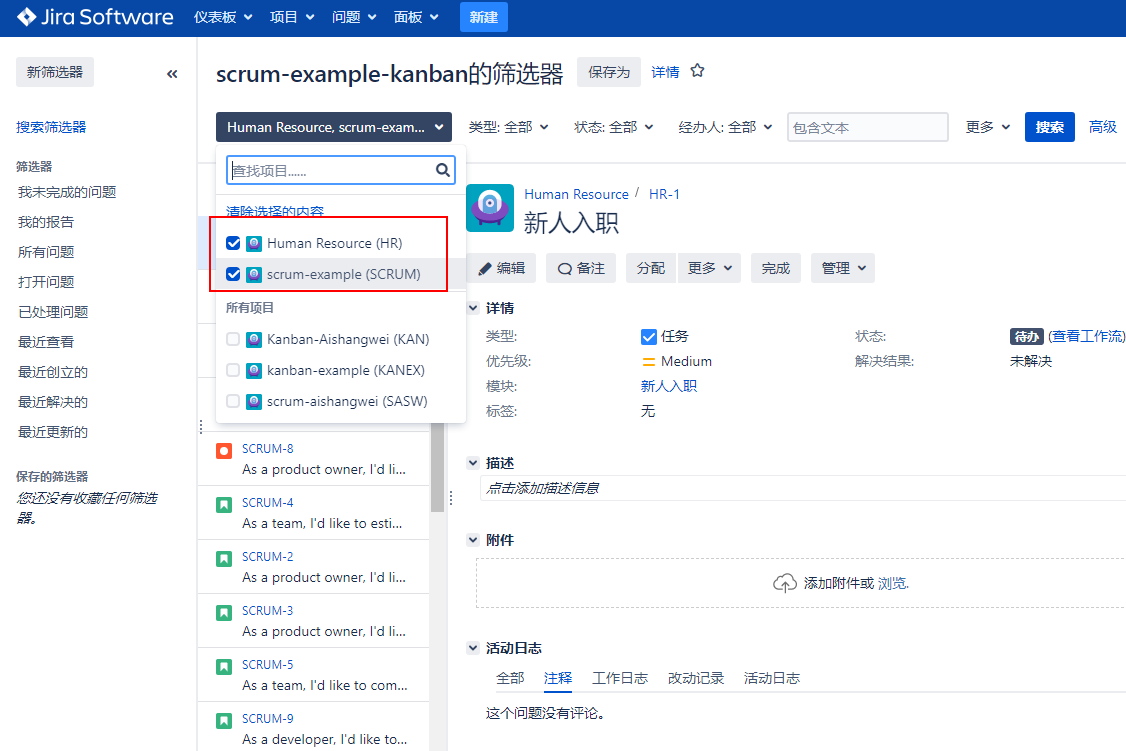 Jira Software 仪表板 项目 问题 面板 新建
新筛选器 «
搜索筛选器
筛选器
我未完成的问题
我的报告
所有问题
打开问题
已处理问题
最近查看
最近创立的
最近解决的
最近更新的
保存的筛选器
您还没有收藏任何筛选
器。
scrum-example-kanban的筛选器 保存为 详情
Human Resource, scrum-exam... 类型: 全部 状态: 全部 经办人: 全部 包含文本 更多 搜索 高级
查找项目......
清除选择的内容
Human Resource (HR)
scrum-example (SCRUM)
所有项目
Kanban-Aishangwei (KAN)
kanban-example (KANEX)
scrum-aishangwei (SASW)
SCRUM-8
As a product owner, I'd li...
SCRUM-4
As a team, I'd like to esti...
SCRUM-2
As a product owner, I'd li...
SCRUM-3
As a product owner, I'd li...
SCRUM-5
As a team, I'd like to com...
SCRUM-9
As a developer, I'd like to...
Human Resource / HR-1
新人入职
编辑 备注 分配 更多 完成 管理
详情
类型: 任务 状态: 待办 (查看工作流)
优先级: Medium 解决结果: 未解决
模块: 新人入职
标签: 无
描述
点击添加描述信息
附件
添加附件或 浏览.
活动日志
全部 注释 工作日志 改动记录 活动日志
这个问题没有评论。